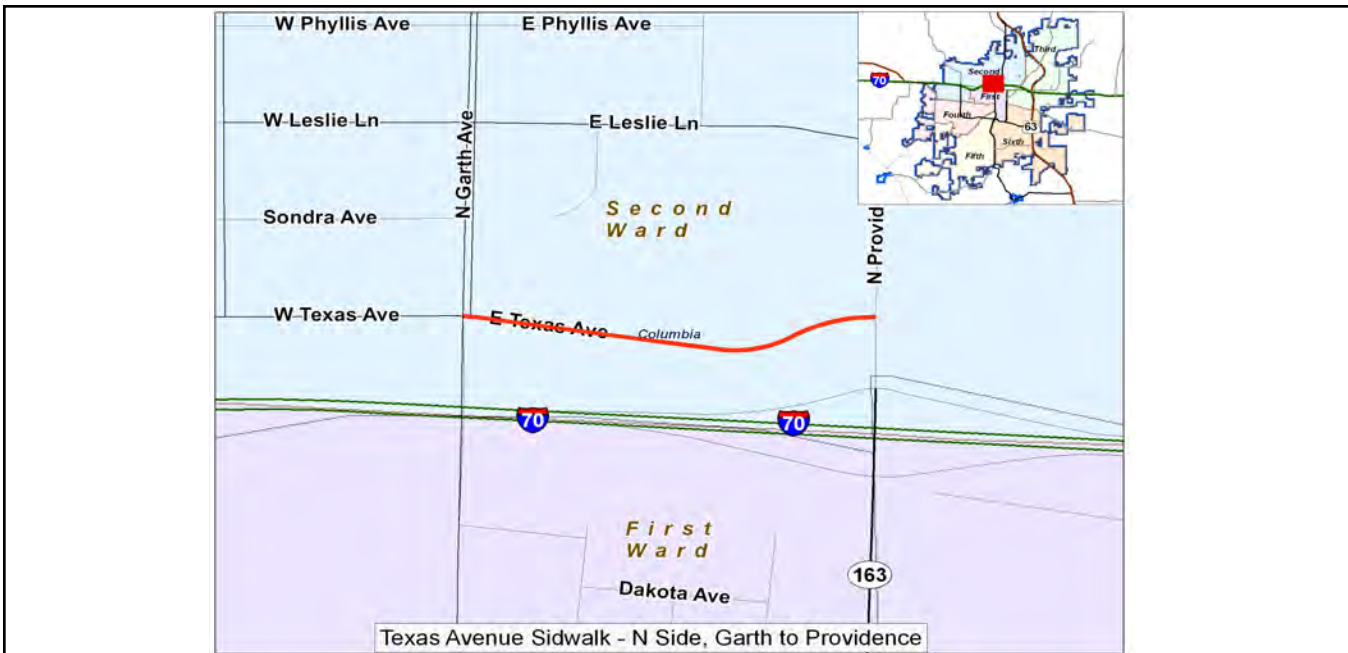 W Phyllis Ave
E Phyllis Ave
Third
Second
70
First
W Leslie Ln
E Leslie Ln
Fourth
63
Sixth
Fifth
N Garth Ave
Sondra Ave
Second
Ward
N Provid
W Texas Ave
E Texas Ave
Columbia
70
70
First
Ward
163
Dakota Ave
Texas Avenue Sidwalk - N Side, Garth to Providence